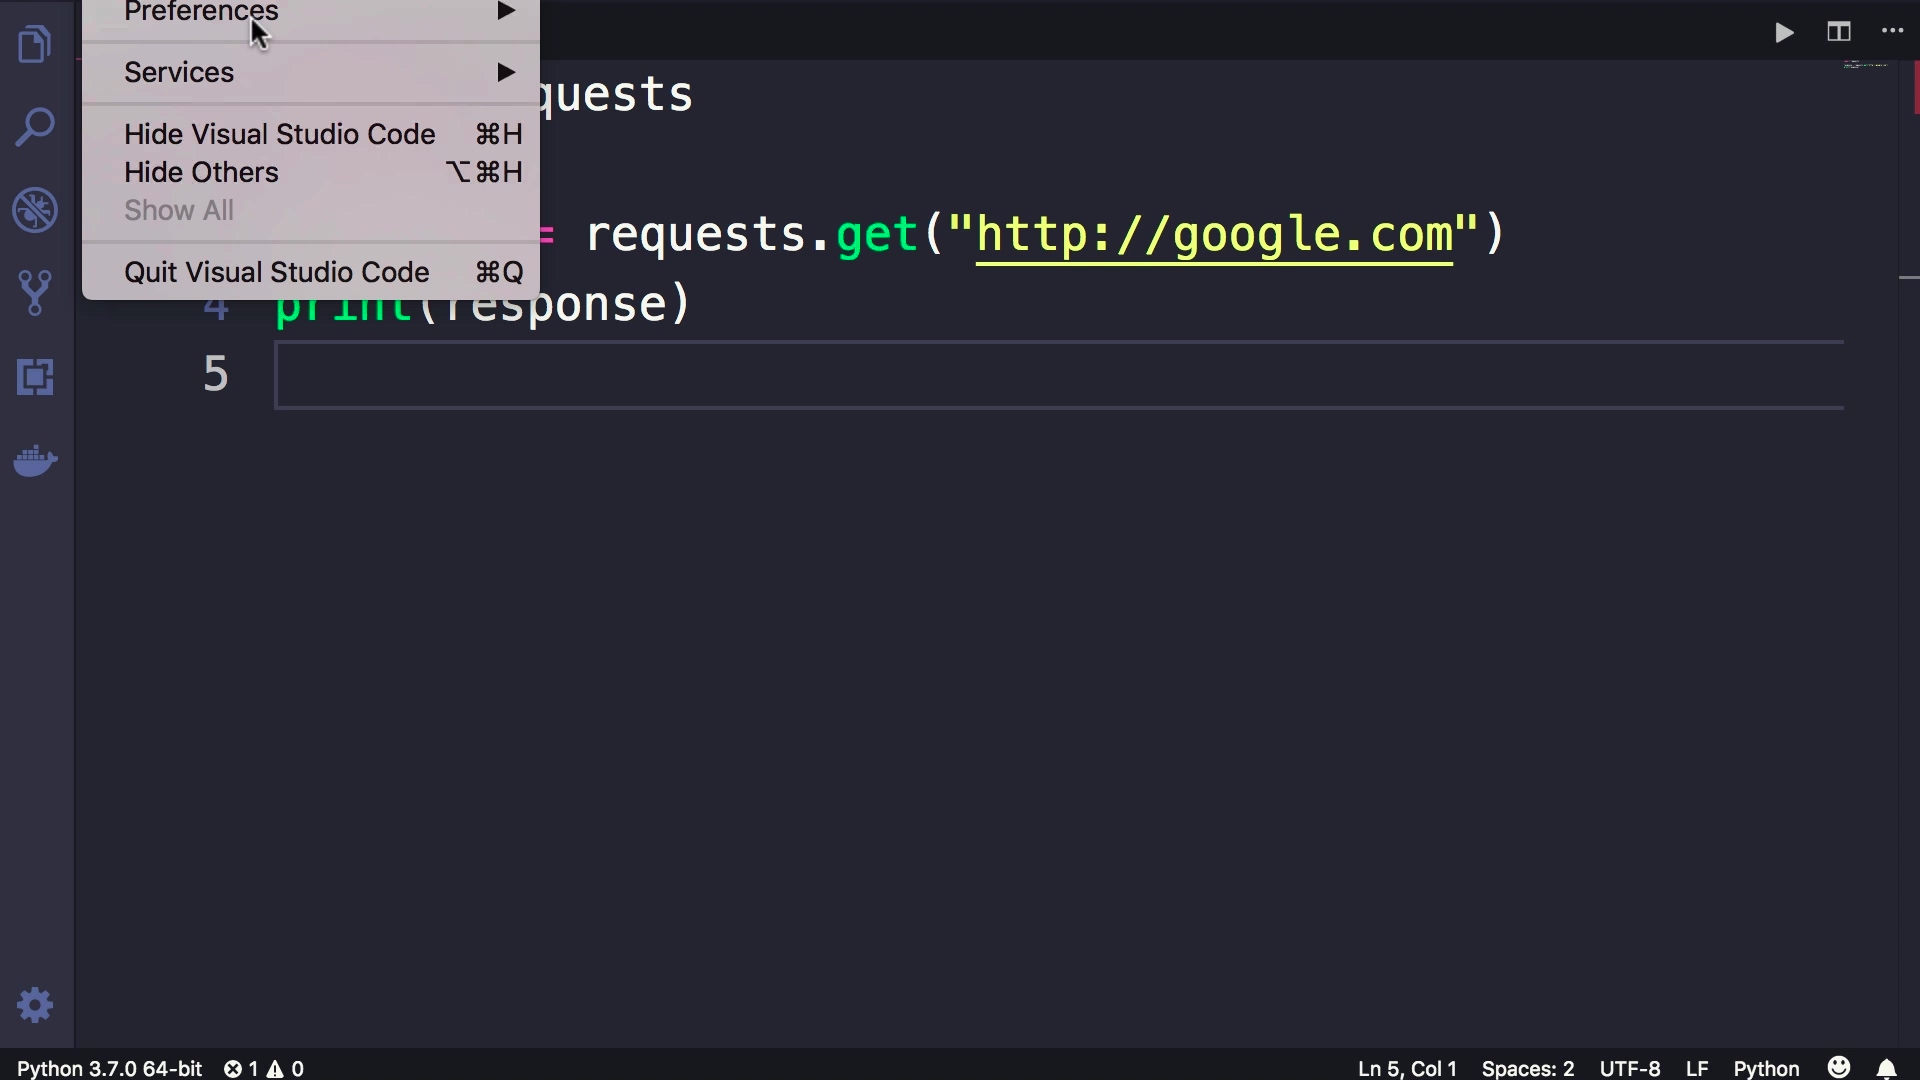 Preferences ▶
Services ▶
Hide Visual Studio Code ⌘H
Hide Others ⌥⌘H
Show All
Quit Visual Studio Code ⌘Q
quests
= requests.get("http://google.com")
4 print(response)
5
Python 3.7.0 64-bit 1 0
Ln 5, Col 1 Spaces: 2 UTF-8 LF Python